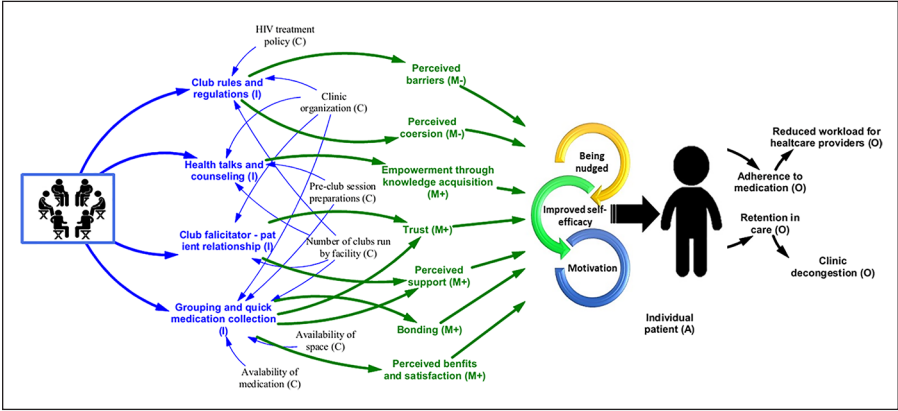 HIV treatment
policy (C)
Club rules and
regulations (I)
Clinic
organization (C)
Health talks and
counseling (I)
Pre-club session
preparations (C)
Club falicitator - pat
ient relationship (I)
Number of clubs run
by facility (C)
Grouping and quick
medication collection
(I)
Availability of
space (C)
Avalability of
medication (C)
Perceived
barriers (M-)
Perceived
coersion (M-)
Empowerment through
knowledge acquisition
(M+)
Trust (M+)
Perceived
support (M+)
Bonding (M+)
Perceived benfits
and satisfaction (M+)
Being
nudged
Improved self-
efficacy
Motivation
Individual
patient (A)
Reduced workload for
healtcare providers (O)
Adherence to
medication (O)
Retention in
care (O)
Clinic
decongestion (O)